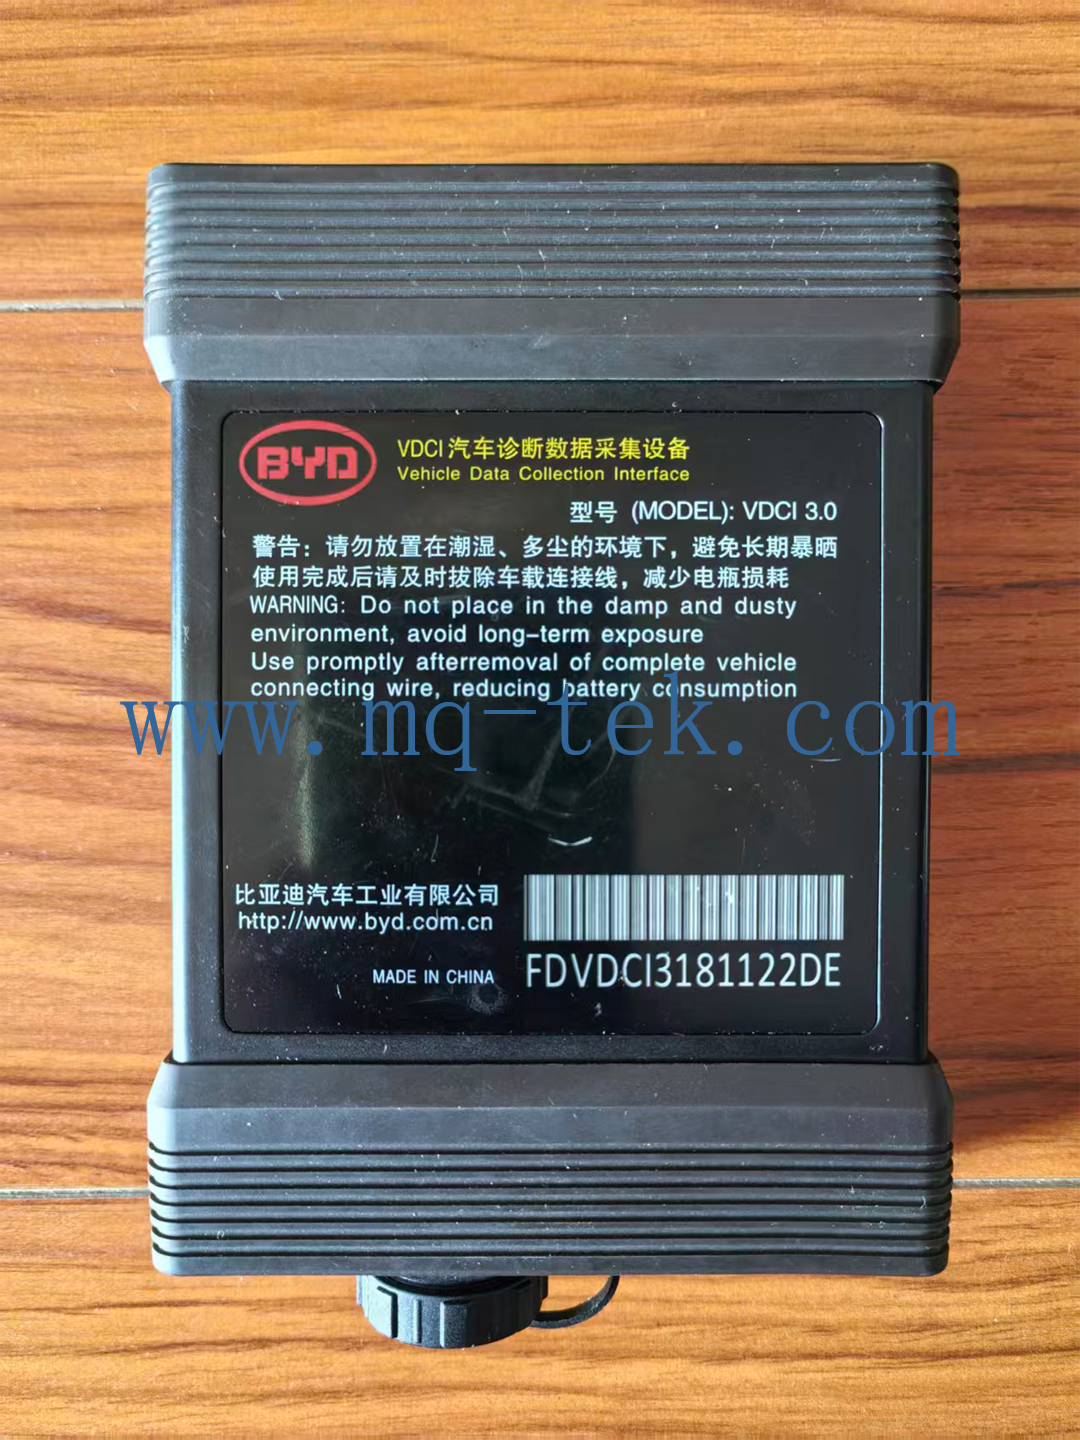 BYD
VDCI 汽车诊断数据采集设备
Vehicle Data Collection Interface
型号 (MODEL): VDCI 3.0
警告：请勿放置在潮湿、多尘的环境下，避免长期暴晒
使用完成后请及时拔除车载连接线，减少电瓶损耗
WARNING: Do not place in the damp and dusty
environment, avoid long-term exposure
Use promptly afterremoval of complete vehicle
connecting wire, reducing battery consumption
www.mq-tek.com
比亚迪汽车工业有限公司
http://www.byd.com.cn
MADE IN CHINA
FDVDCI3181122DE